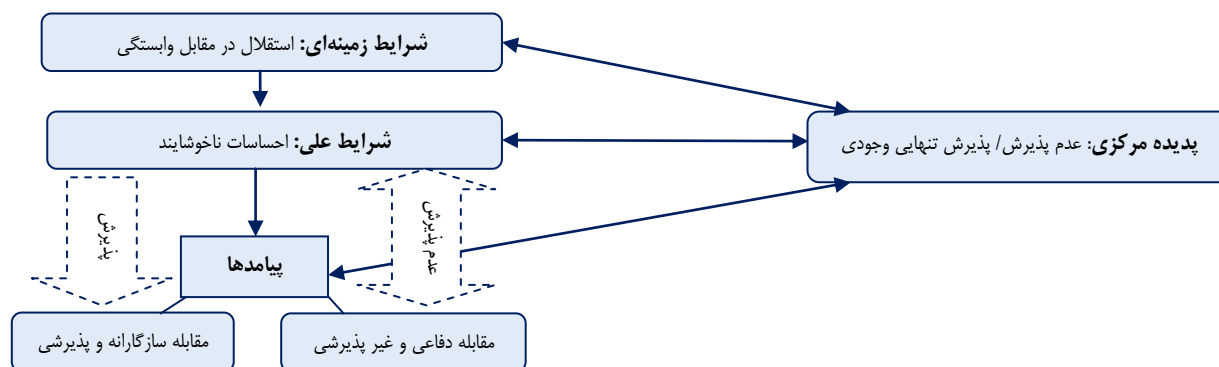 شرایط زمینه‌ای: استقلال در مقابل وابستگی
پدیده مرکزی: عدم پذیرش/ پذیرش تنهایی وجودی
شرایط علی: احساسات ناخوشایند
پذیرش
عدم پذیرش
پیامدها
مقابله دفاعی و غیر پذیرشی
مقابله سازگارانه و پذیرشی